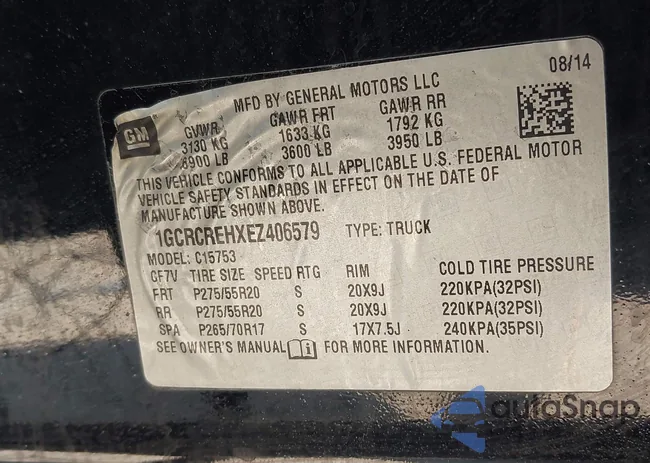 08/14
MFD BY GENERAL MOTORS LLC
GM
GVWR GAWR FRT GAWR RR
3130 KG 1633 KG 1792 KG
6900 LB 3600 LB 3950 LB
THIS VEHICLE CONFORMS TO ALL APPLICABLE U.S. FEDERAL MOTOR
VEHICLE SAFETY STANDARDS IN EFFECT ON THE DATE OF
MANUFACTURE SHOWN ABOVE.
1GCRCREHXEZ406579 TYPE: TRUCK
MODEL: C15753
CF7V TIRE SIZE SPEED RTG RIM COLD TIRE PRESSURE
FRT P275/55R20 S 20X9J 220KPA(32PSI)
RR P275/55R20 S 20X9J 220KPA(32PSI)
SPA P265/70R17 S 17X7.5J 240KPA(35PSI)
SEE OWNER'S MANUAL FOR MORE INFORMATION.
autoSnap